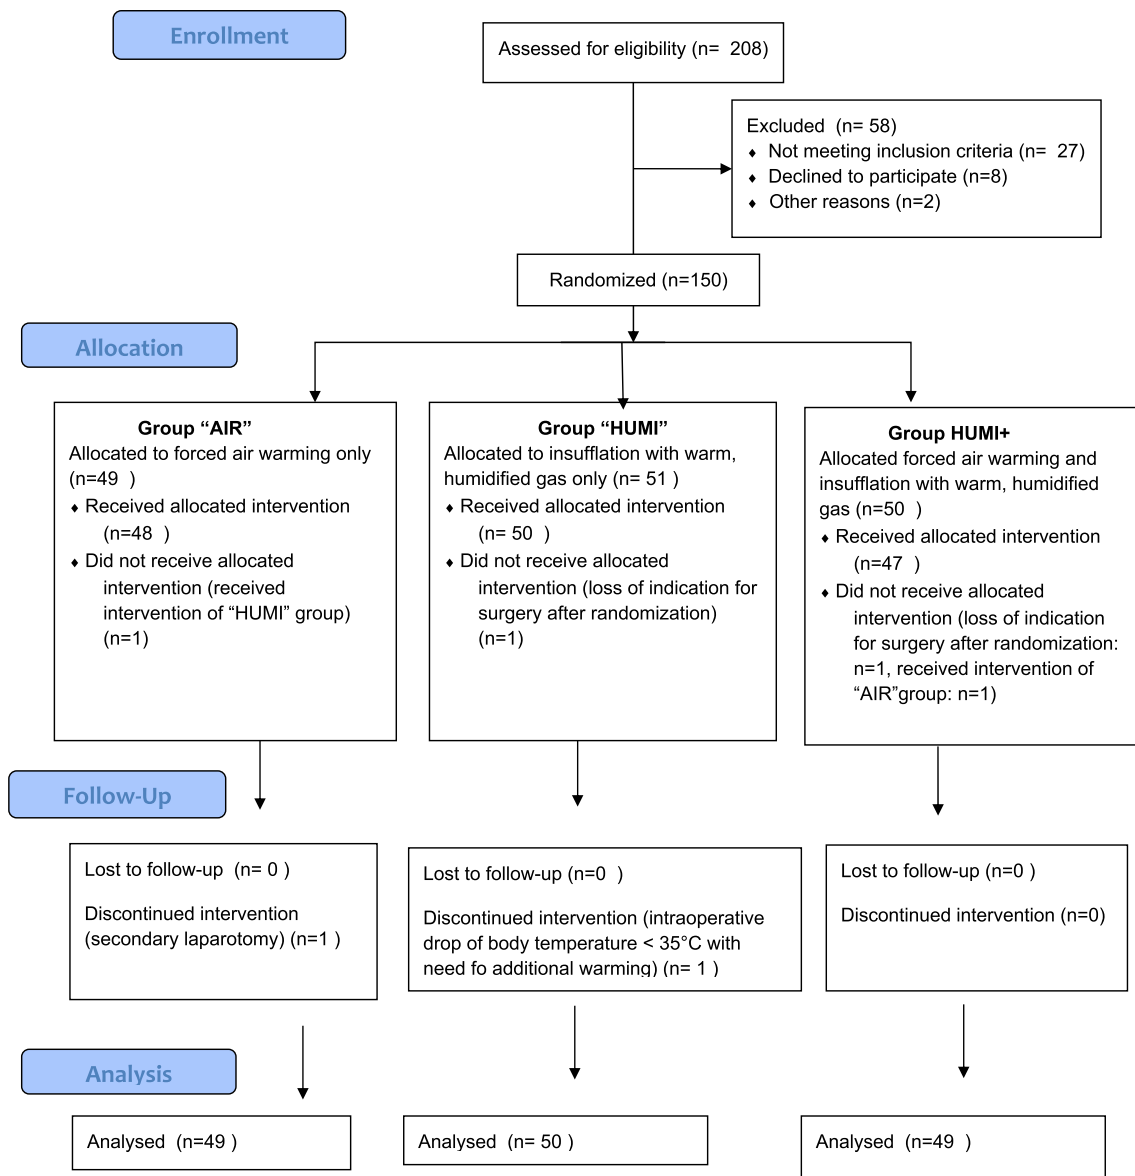 Enrollment
Assessed for eligibility (n= 208)
Excluded (n= 58)
♦ Not meeting inclusion criteria (n= 27)
♦ Declined to participate (n=8)
♦ Other reasons (n=2)
Randomized (n=150)
Allocation
Group “AIR”
Allocated to forced air warming only
(n=49 )
♦ Received allocated intervention
(n=48 )
♦ Did not receive allocated
intervention (received
intervention of “HUMI” group)
(n=1)
Group “HUMI”
Allocated to insufflation with warm,
humidified gas only (n= 51 )
♦ Received allocated intervention
(n= 50 )
♦ Did not receive allocated
intervention (loss of indication for
surgery after randomization)
(n=1)
Group HUMI+
Allocated forced air warming and
insufflation with warm, humidified
gas (n=50 )
♦ Received allocated intervention
(n=47 )
♦ Did not receive allocated
intervention (loss of indication
for surgery after randomization:
n=1, received intervention of
“AIR”group: n=1)
Follow-Up
Lost to follow-up (n= 0 )
Discontinued intervention
(secondary laparotomy) (n=1 )
Lost to follow-up (n=0 )
Discontinued intervention (intraoperative
drop of body temperature < 35°C with
need fo additional warming) (n= 1 )
Lost to follow-up (n=0 )
Discontinued intervention (n=0)
Analysis
Analysed (n=49 )
Analysed (n= 50 )
Analysed (n=49 )